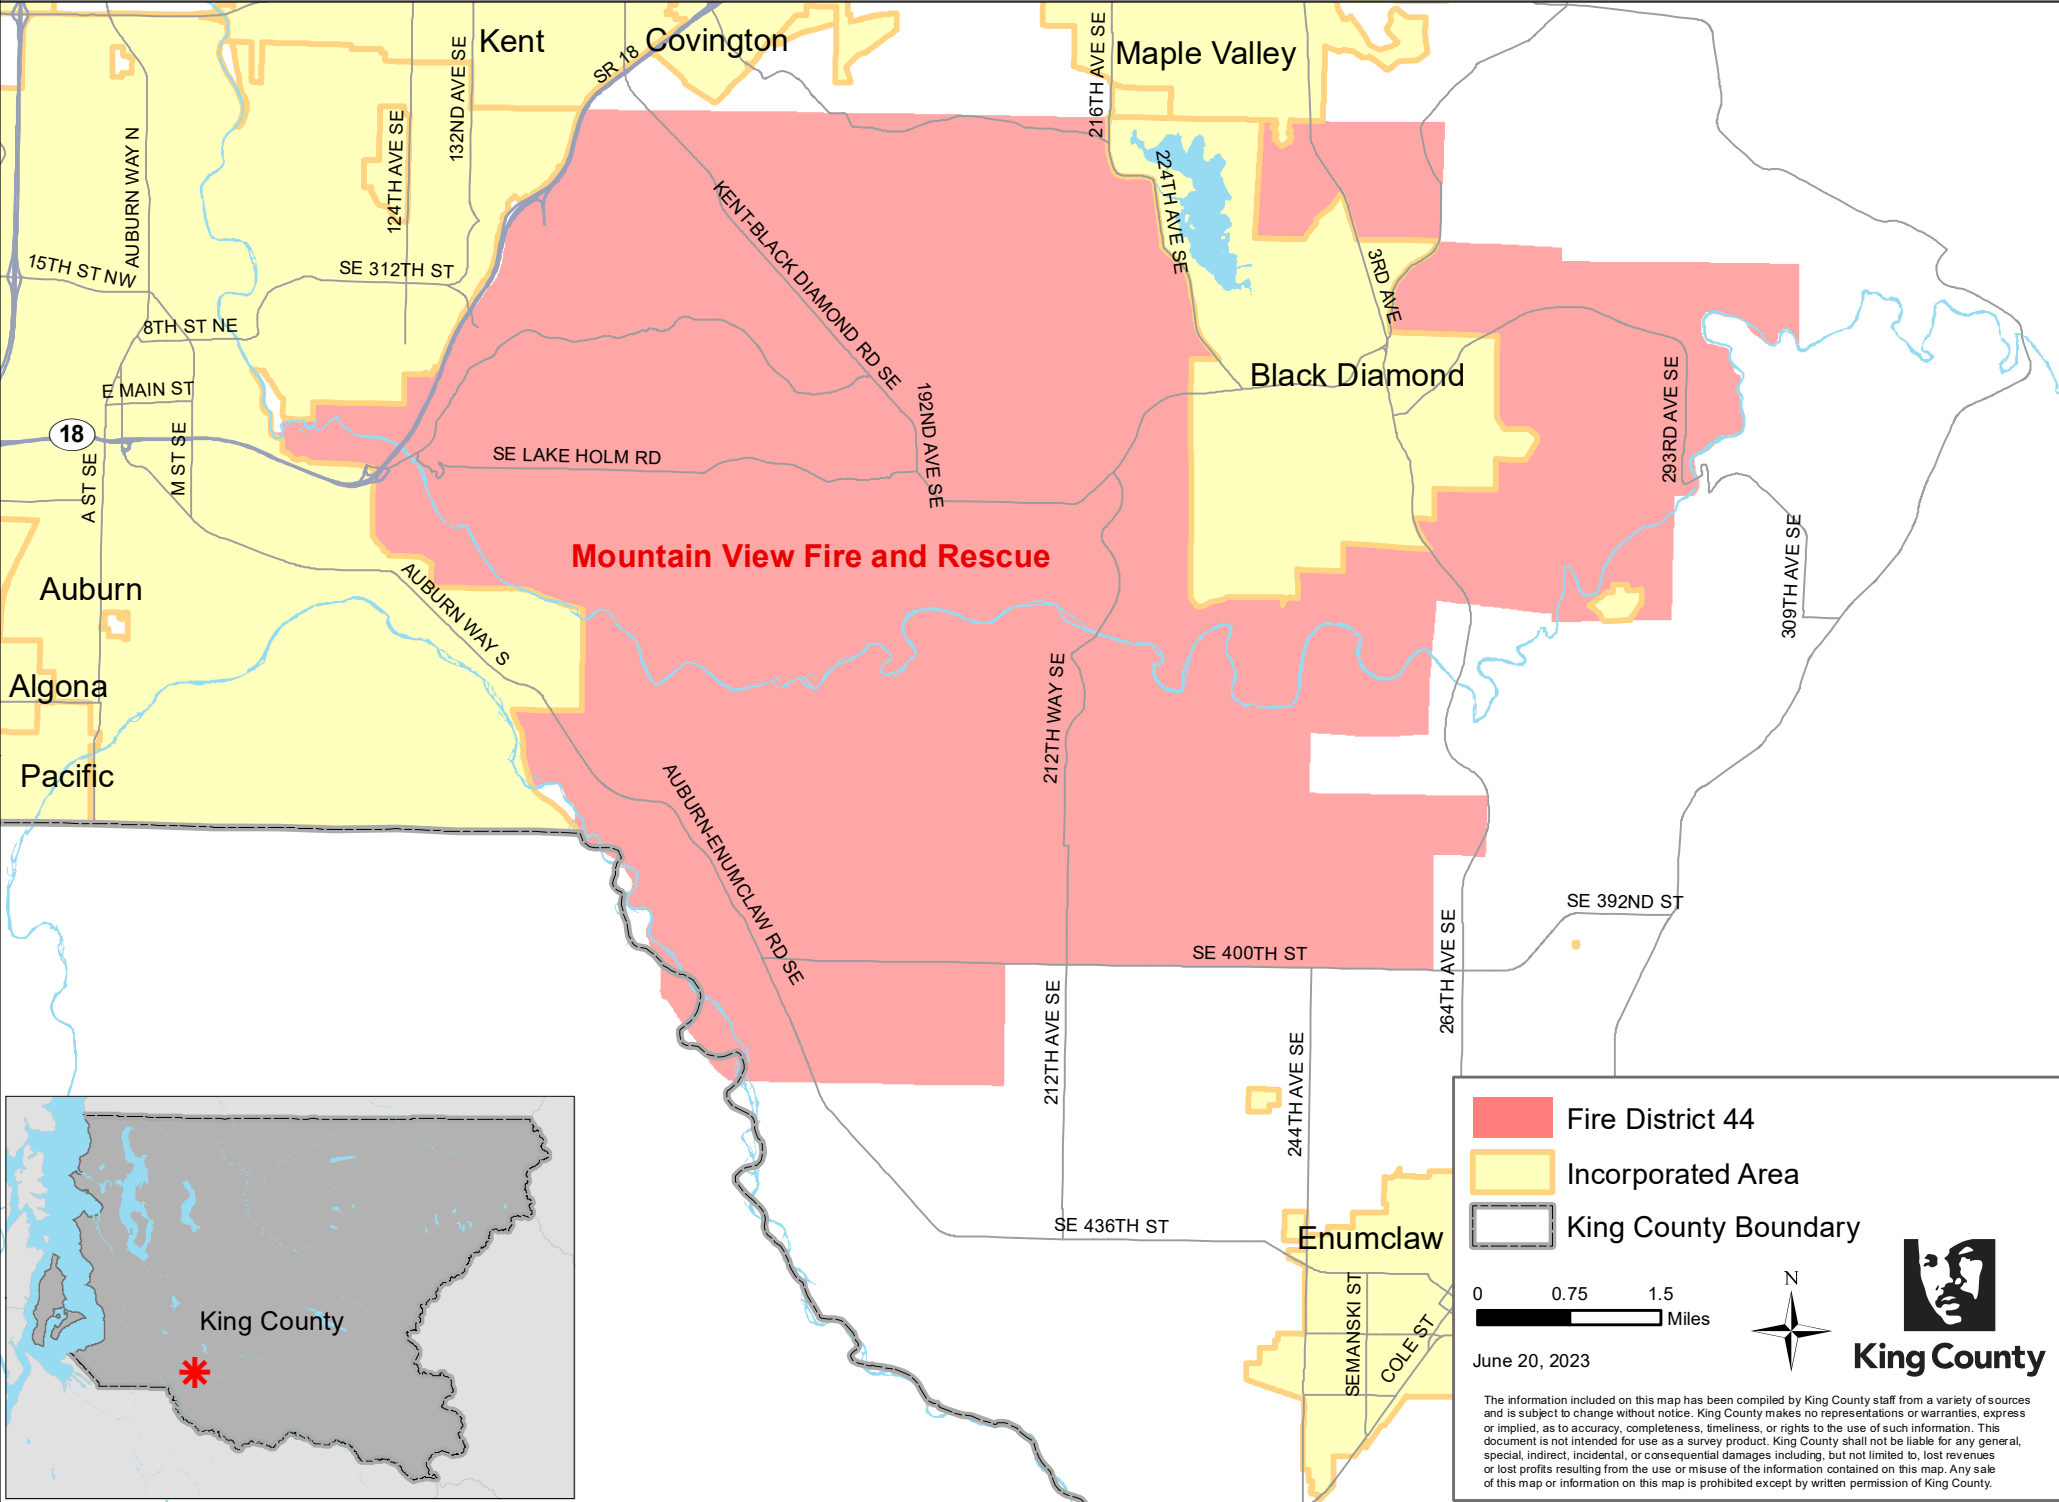 Kent
Covington
Maple Valley
SR 18
132ND AVE SE
216TH AVE SE
124TH AVE SE
AUBURN WAY N
224TH AVE SE
KENT-BLACK DIAMOND RD SE
15TH ST NW
SE 312TH ST
3RD AVE
8TH ST NE
Black Diamond
E MAIN ST
192ND AVE SE
293RD AVE SE
18
M ST SE
A ST SE
SE LAKE HOLM RD
309TH AVE SE
Mountain View Fire and Rescue
Auburn
AUBURN WAY S
Algona
212TH WAY SE
Pacific
AUBURN-ENUMCLAW RD SE
SE 392ND ST
SE 400TH ST
264TH AVE SE
212TH AVE SE
244TH AVE SE
SE 436TH ST
Enumclaw
SEMANSKI ST
COLE ST
King County
Fire District 44
Incorporated Area
King County Boundary
0 0.75 1.5
Miles
N
June 20, 2023
King County
The information included on this map has been compiled by King County staff from a variety of sources
and is subject to change without notice. King County makes no representations or warranties, express
or implied, as to accuracy, completeness, timeliness, or rights to the use of such information. This
document is not intended for use as a survey product. King County shall not be liable for any general,
special, indirect, incidental, or consequential damages including, but not limited to, lost revenues
or lost profits resulting from the use or misuse of the information contained on this map. Any sale
of this map or information on this map is prohibited except by written permission of King County.